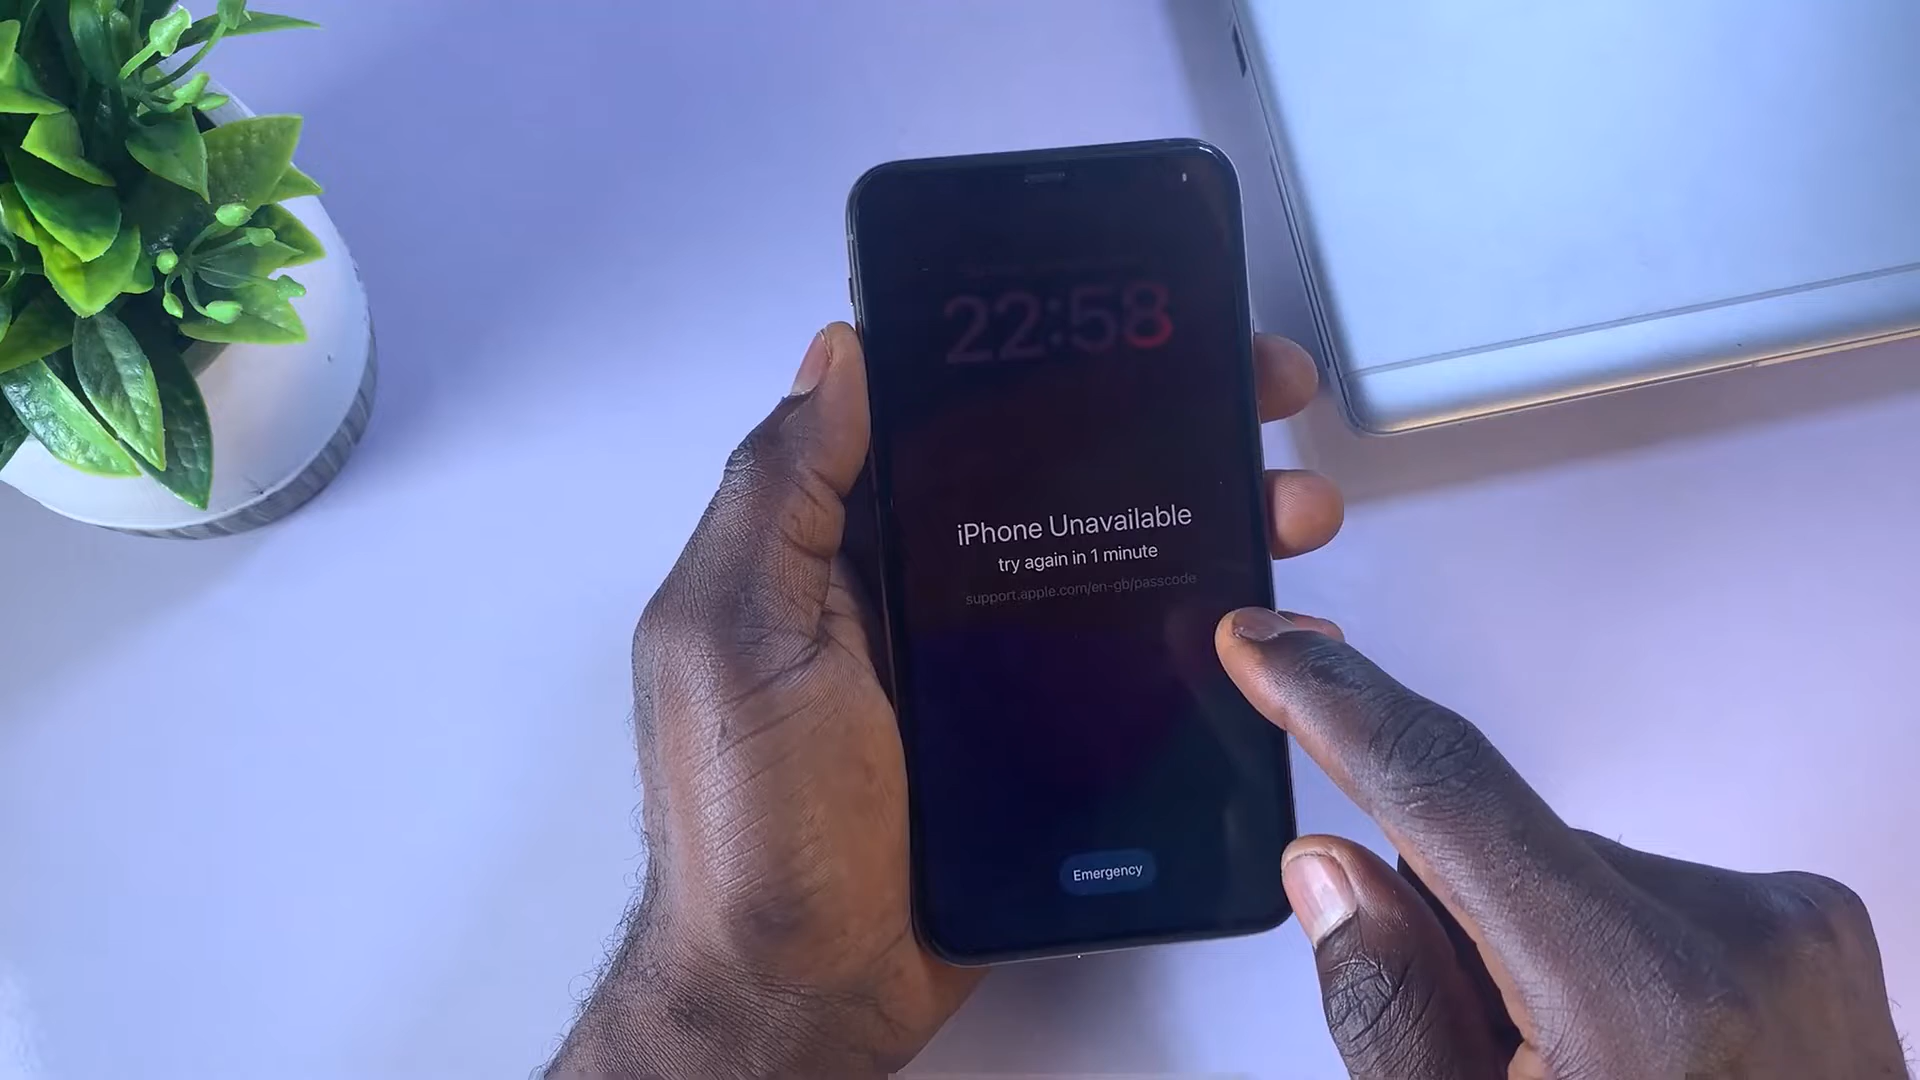 22:58
iPhone Unavailable
try again in 1 minute
support.apple.com/en-gb/passcode
Emergency